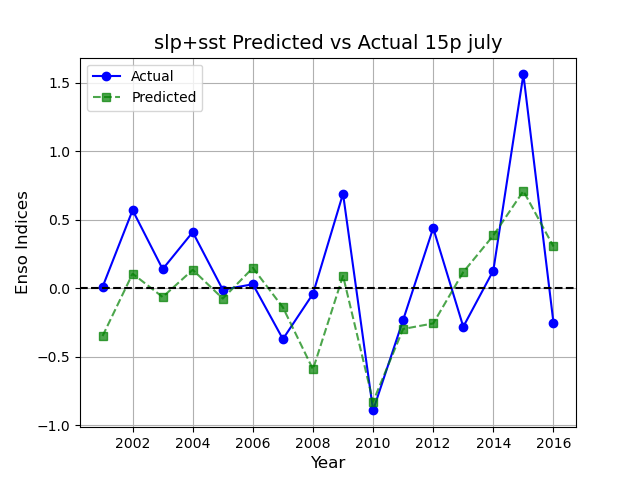 slp+sst Predicted vs Actual 15p july
Actual
Predicted
Enso Indices
1.5
1.0
0.5
0.0
−0.5
−1.0
2002 2004 2006 2008 2010 2012 2014 2016
Year